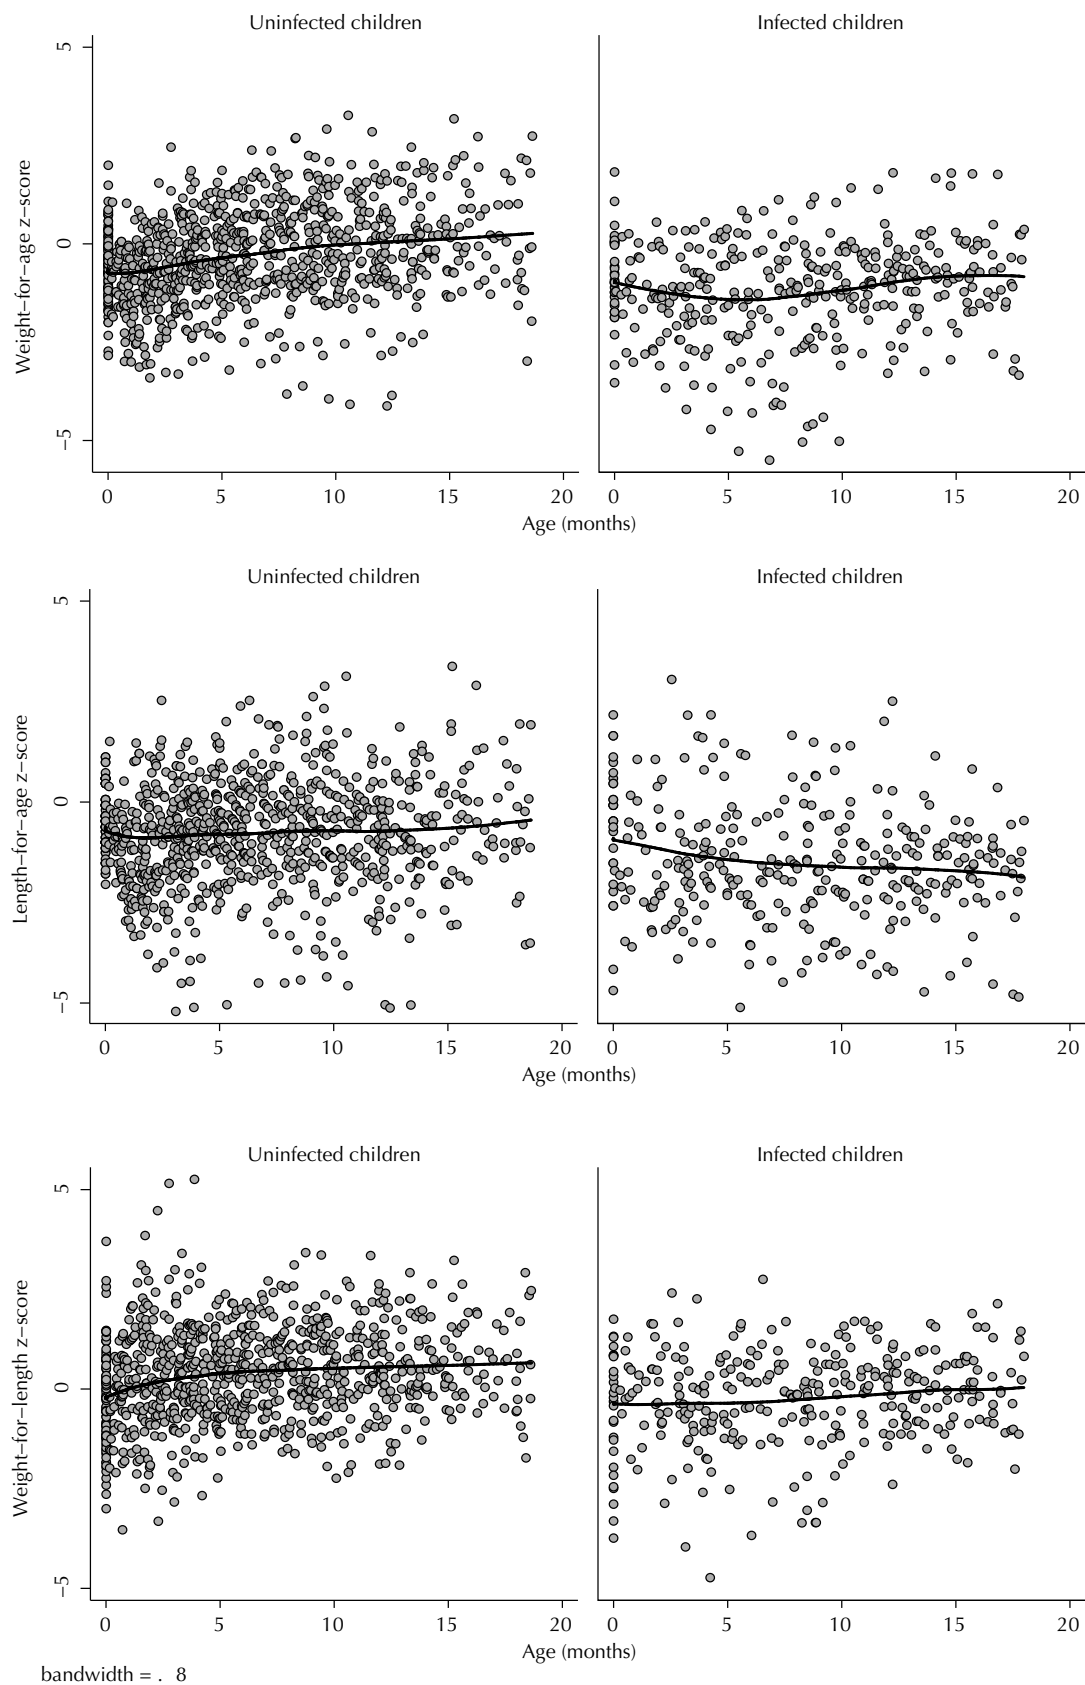 Uninfected children Infected children
5
0
−5
Weight−for−age z−score
0 5 10 15 20 0 5 10 15 20
Age (months)
Uninfected children Infected children
5
0
−5
Length−for−age z−score
0 5 10 15 20 0 5 10 15 20
Age (months)
Uninfected children Infected children
5
0
−5
Weight−for−length z−score
0 5 10 15 20 0 5 10 15 20
Age (months)
bandwidth = . 8